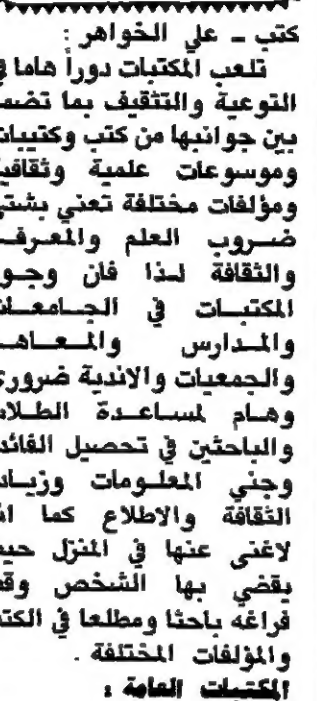 كتب ـ علي الخواهر :
تلعب المكتبات دوراً هاما في
التوعية والتثقيف بما تضمه
بين جوانبها من كتب وكتيبات
وموسوعات علمية وثقافية
ومؤلفات مختلفة تعني بشتى
ضروب العلم والمعرفة
والثقافة لذا فان وجود
المكتبات في الجامعات
والمدارس والمعاهد
والجمعيات والاندية ضروري
وهام لمساعدة الطلاب
والباحثين في تحصيل الفائدة
وجني المعلومات وزيادة
الثقافة والاطلاع كما انه
لاغنى عنها في المنزل حيث
يقضي بها الشخص وقت
فراغه باحثا ومطلعا في الكتب
والمؤلفات المختلفة .
المكتبات العامة :